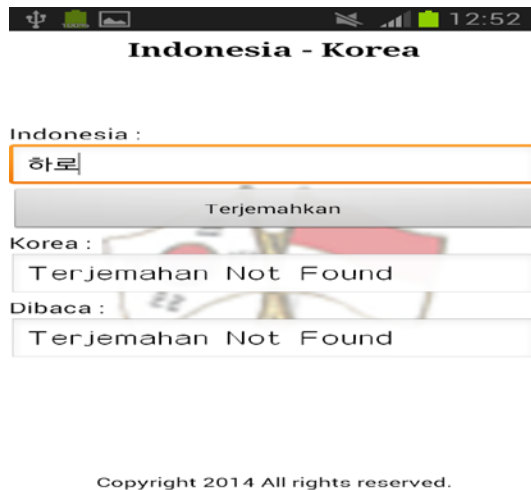 12:52
Indonesia - Korea
Indonesia :
하로
Terjemahkan
Korea :
Terjemahan Not Found
Dibaca :
Terjemahan Not Found
Copyright 2014 All rights reserved.